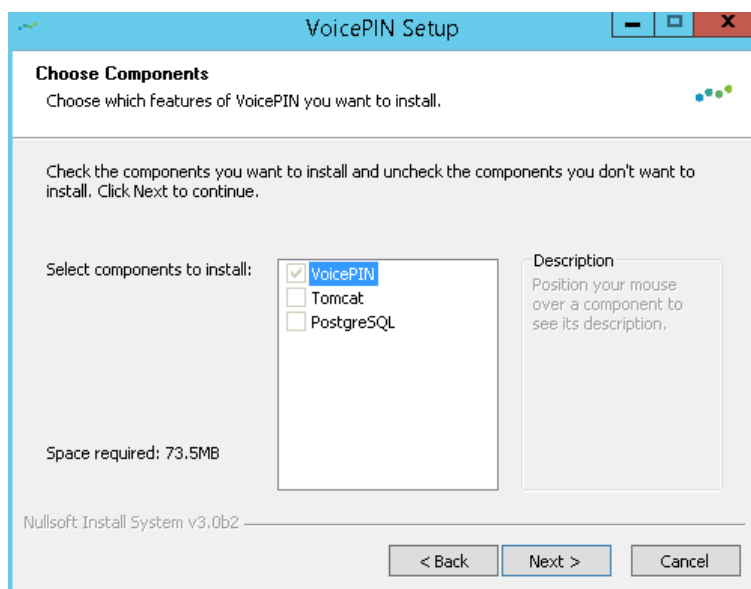 VoicePIN Setup
Choose Components
Choose which features of VoicePIN you want to install.
Check the components you want to install and uncheck the components you don't want to
install. Click Next to continue.
Select components to install:
VoicePIN
Tomcat
PostgreSQL
Description
Position your mouse
over a component to
see its description.
Space required: 73.5MB
Nullsoft Install System v3.0b2
< Back
Next >
Cancel